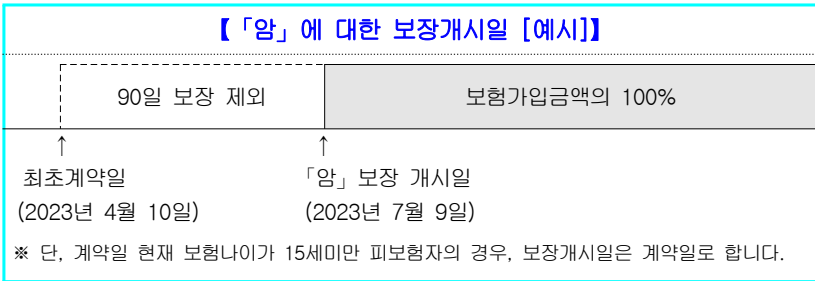 【「암」에 대한 보장개시일 [예시]】
90일 보장 제외 보험가입금액의 100%
↑ ↑
최초계약일 「암」 보장 개시일
(2023년 4월 10일) (2023년 7월 9일)
※ 단, 계약일 현재 보험나이가 15세미만 피보험자의 경우, 보장개시일은 계약일로 합니다.